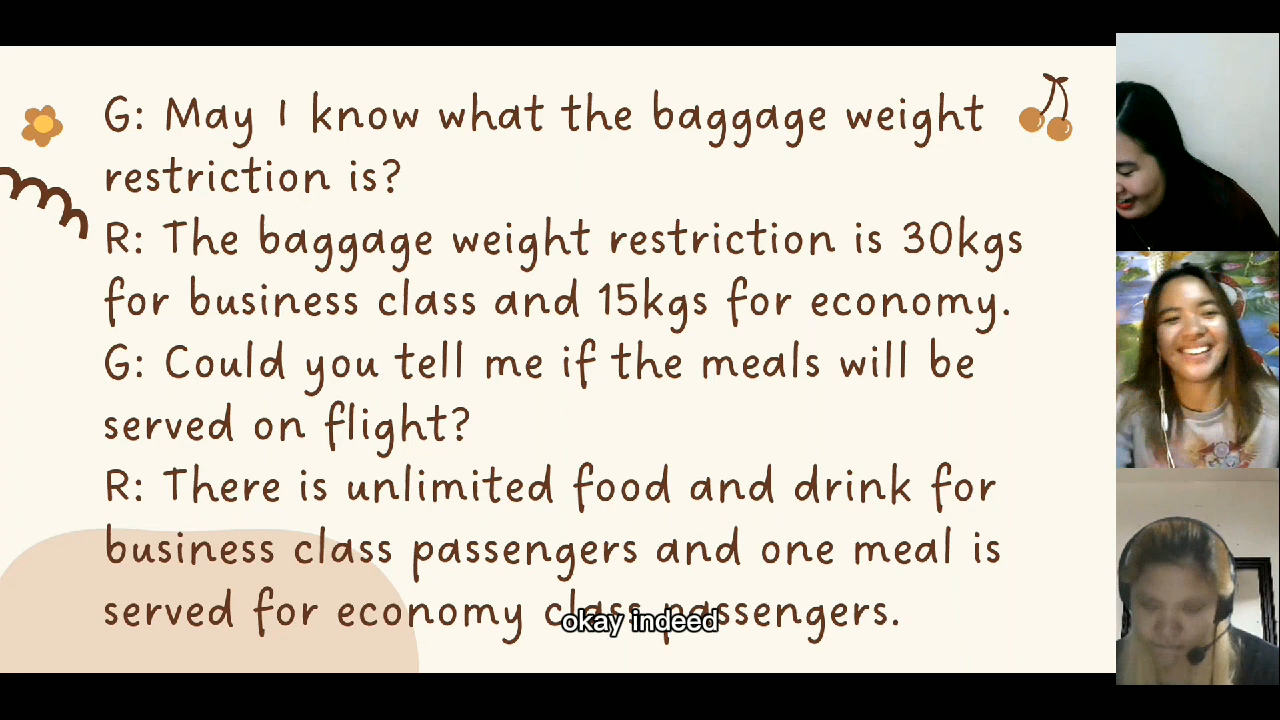 G: May I know what the baggage weight
restriction is?
R: The baggage weight restriction is 30kgs
for business class and 15kgs for economy.
G: Could you tell me if the meals will be
served on flight?
R: There is unlimited food and drink for
business class passengers and one meal is
served for economy class passengers.
okay indeed